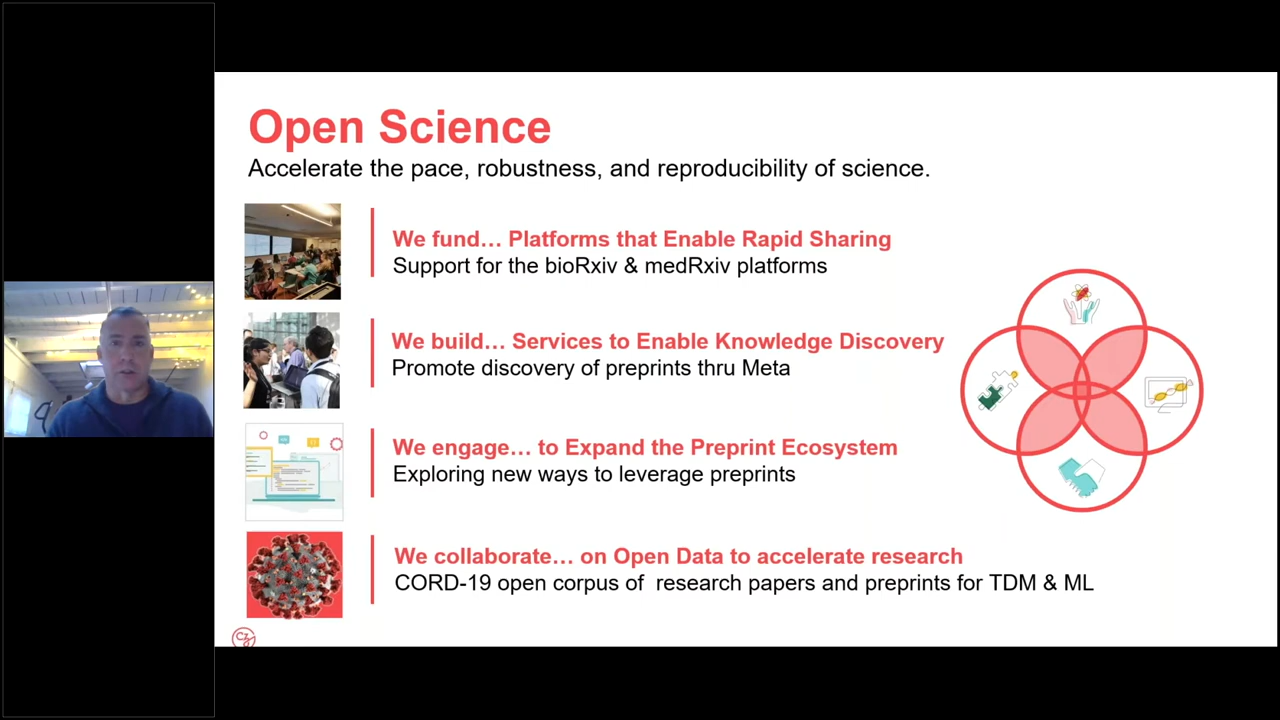 Open Science
Accelerate the pace, robustness, and reproducibility of science.
We fund… Platforms that Enable Rapid Sharing
Support for the bioRxiv & medRxiv platforms
We build… Services to Enable Knowledge Discovery
Promote discovery of preprints thru Meta
We engage… to Expand the Preprint Ecosystem
Exploring new ways to leverage preprints
We collaborate… on Open Data to accelerate research
CORD-19 open corpus of  research papers and preprints for TDM & ML
CZI